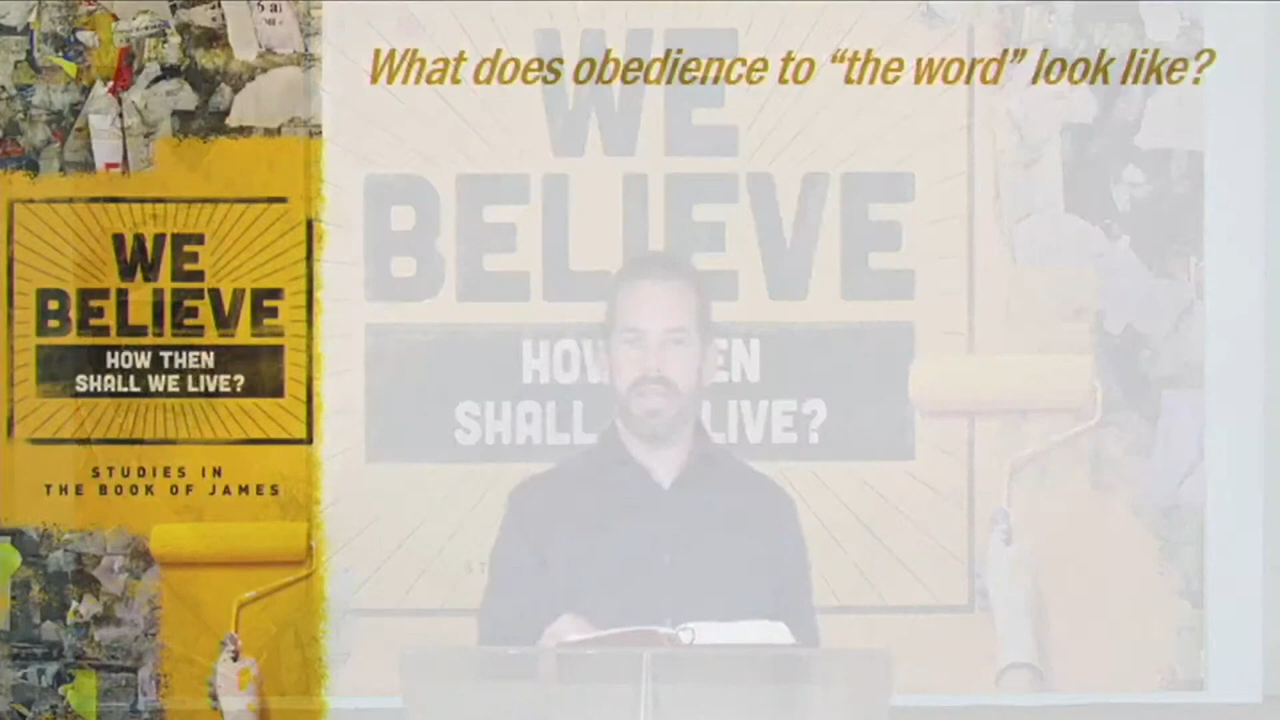 What does obedience to “the word” look like?
WE
BELIEVE
HOW THEN
SHALL WE LIVE?
STUDIES IN
THE BOOK OF JAMES
WE
BELIEVE
HOW EN
SHALL LIVE?